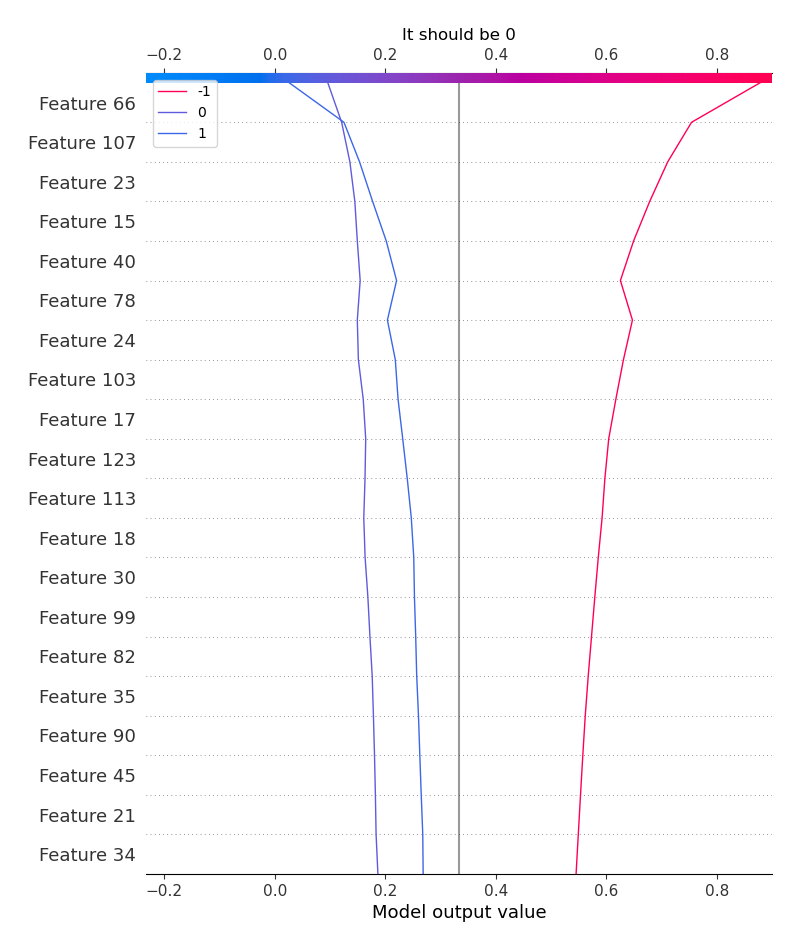 It should be 0
−0.2 0.0 0.2 0.4 0.6 0.8
-1
0
1
Feature 66
Feature 107
Feature 23
Feature 15
Feature 40
Feature 78
Feature 24
Feature 103
Feature 17
Feature 123
Feature 113
Feature 18
Feature 30
Feature 99
Feature 82
Feature 35
Feature 90
Feature 45
Feature 21
Feature 34
−0.2 0.0 0.2 0.4 0.6 0.8
Model output value